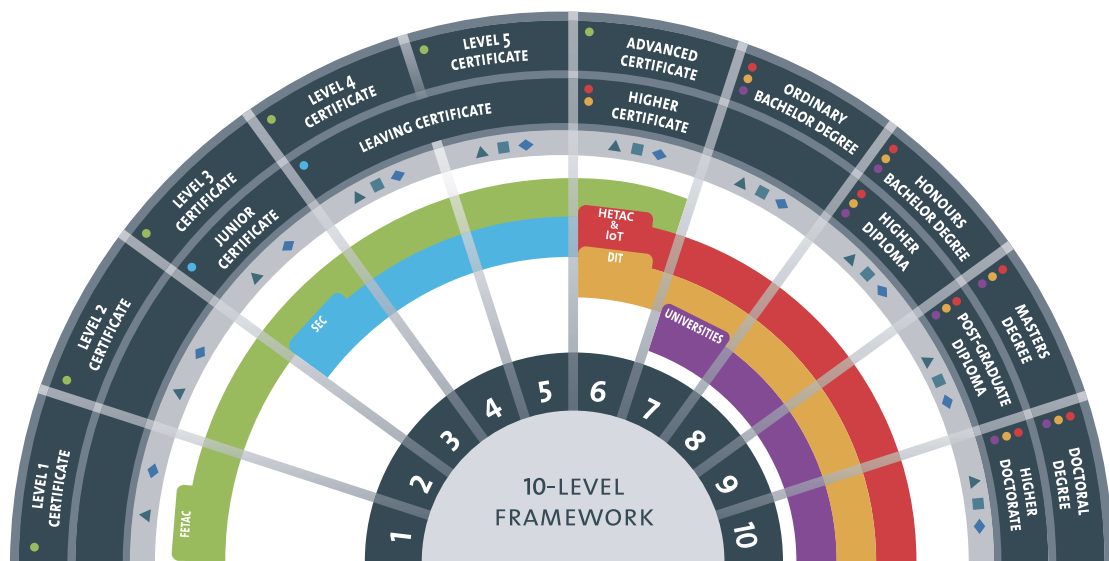 LEVEL 1
CERTIFICATE
LEVEL 2
CERTIFICATE
LEVEL 3
CERTIFICATE
JUNIOR
CERTIFICATE
LEVEL 4
CERTIFICATE
LEVEL 5
CERTIFICATE
LEAVING CERTIFICATE
ADVANCED
CERTIFICATE
HIGHER
CERTIFICATE
ORDINARY
BACHELOR DEGREE
HONOURS
BACHELOR DEGREE
HIGHER
DIPLOMA
MASTERS
DEGREE
POST-GRADUATE
DIPLOMA
DOCTORAL
DEGREE
HIGHER
DOCTORATE
FETAC
SEC
HETAC
&
IoT
DIT
UNIVERSITIES
1
2
3
4
5
6
7
8
9
10
10-LEVEL
FRAMEWORK